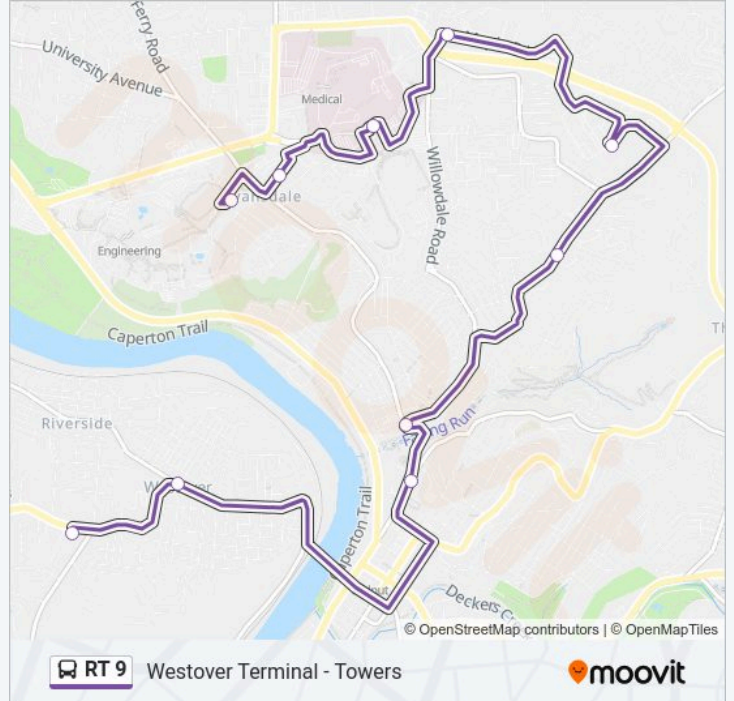 Ferry Road
University Avenue
Medical
Willowdale Road
Engineering
Caperton Trail
Th
Riverside
Caperton Trail
Deckers C
© OpenStreetMap contributors | © OpenMapTiles
RT 9 Westover Terminal - Towers
moovit